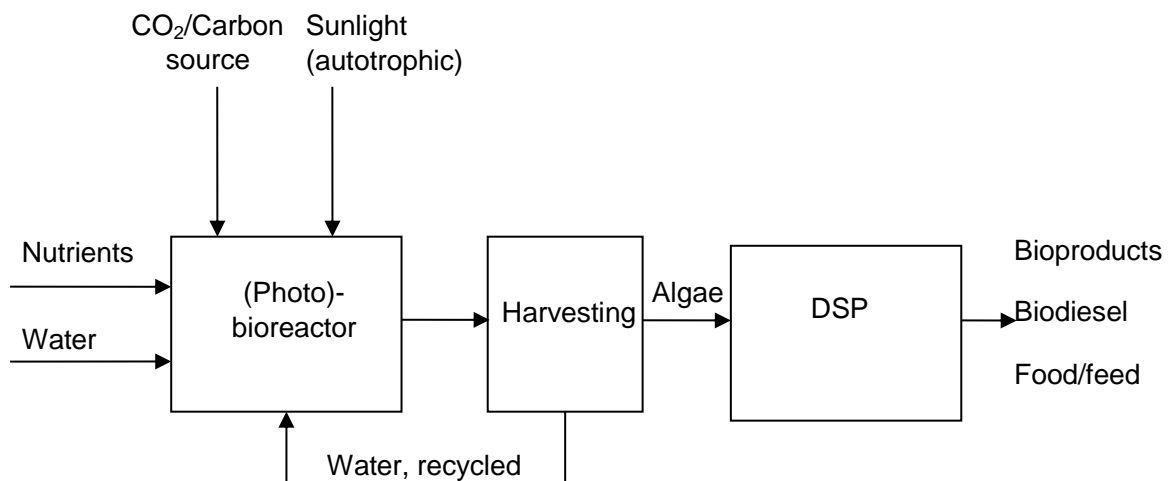 CO₂/Carbon
source
Sunlight
(autotrophic)
Nutrients
Water
(Photo)-
bioreactor
Harvesting
Algae
DSP
Bioproducts
Biodiesel
Food/feed
Water, recycled